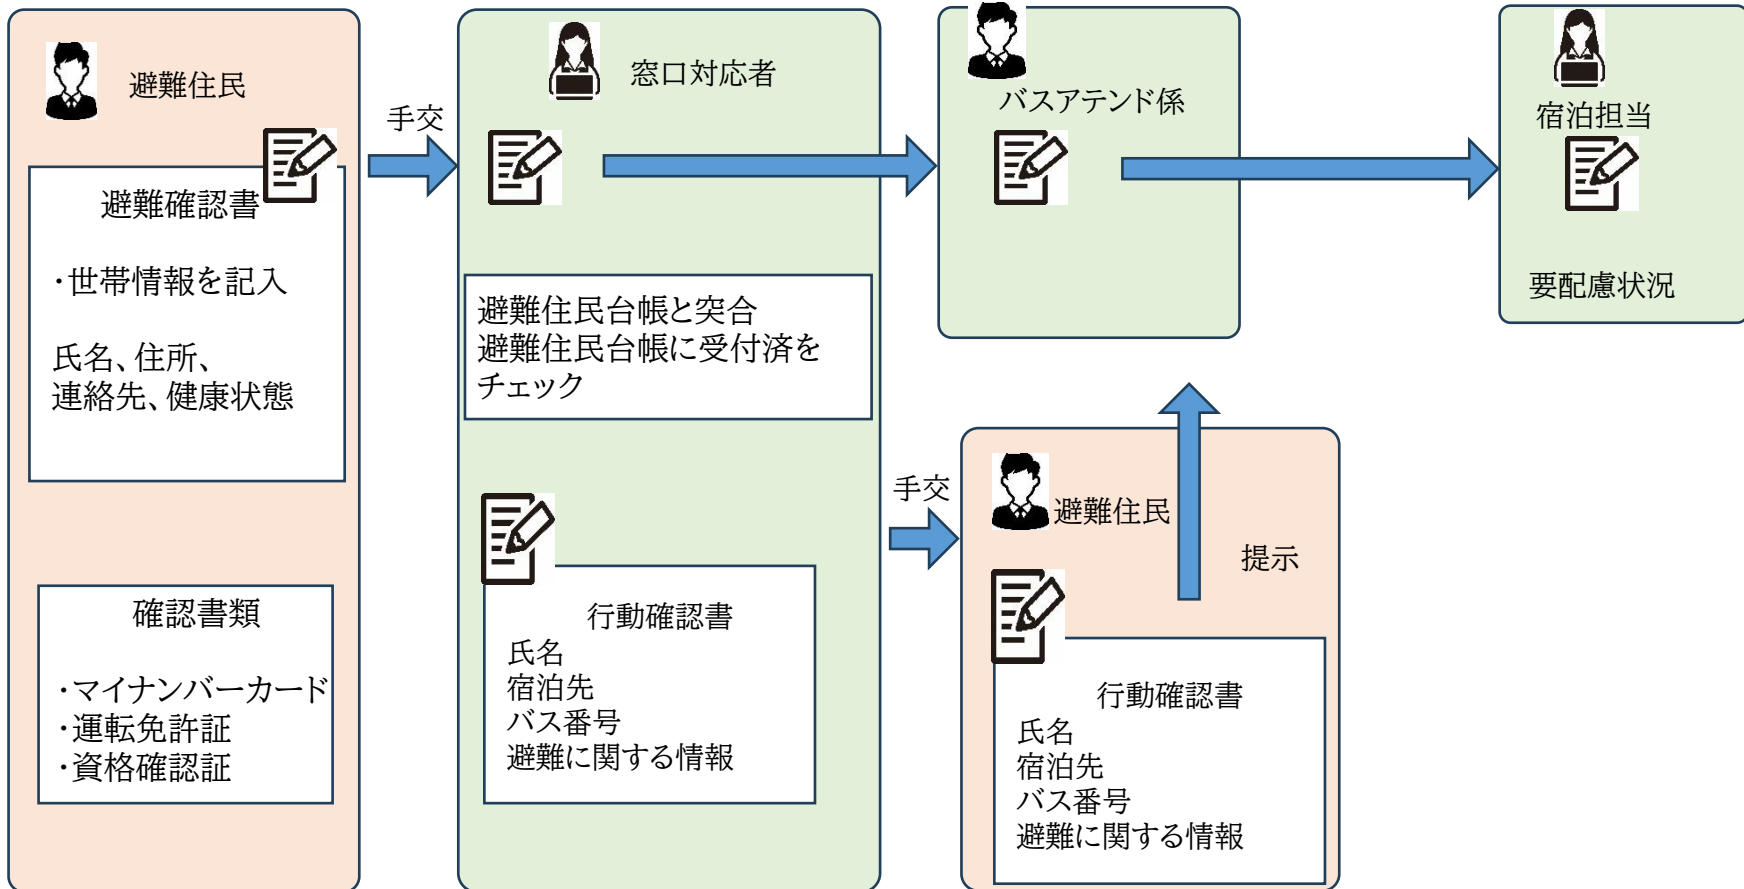 避難住民
避難確認書
・世帯情報を記入
氏名、住所、
連絡先、健康状態
確認書類
・マイナンバーカード
・運転免許証
・資格確認証
手交
窓口対応者
避難住民台帳と突合
避難住民台帳に受付済を
チェック
行動確認書
氏名
宿泊先
バス番号
避難に関する情報
手交
バスアテンド係
避難住民
提示
行動確認書
氏名
宿泊先
バス番号
避難に関する情報
宿泊担当
要配慮状況